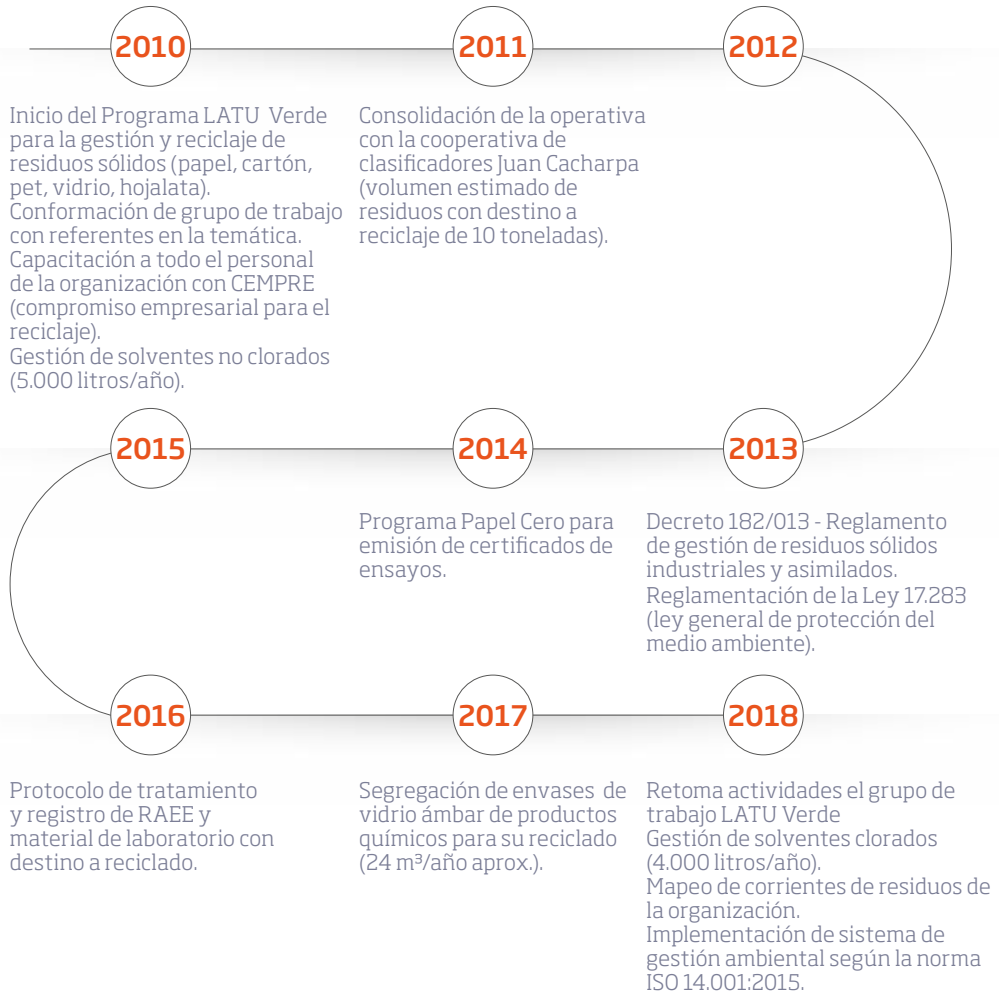 2010
Inicio del Programa LATU Verde
para la gestión y reciclaje de
residuos sólidos (papel, cartón,
pet, vidrio, hojalata).
Conformación de grupo de trabajo
con referentes en la temática.
Capacitación a todo el personal
de la organización con CEMPRE
(compromiso empresarial para el
reciclaje).
Gestión de solventes no clorados
(5.000 litros/año).
2011
Consolidación de la operativa
con la cooperativa de
clasificadores Juan Cacharpa
(volumen estimado de
residuos con destino a
reciclaje de 10 toneladas).
2012
2013
Decreto 182/013 - Reglamento
de gestión de residuos sólidos
industriales y asimilados.
Reglamentación de la Ley 17.283
(ley general de protección del
medio ambiente).
2014
Programa Papel Cero para
emisión de certificados de
ensayos.
2015
2016
Protocolo de tratamiento
y registro de RAEE y
material de laboratorio con
destino a reciclado.
2017
Segregación de envases de
vidrio ámbar de productos
químicos para su reciclado
(24 m³/año aprox.).
2018
Retoma actividades el grupo de
trabajo LATU Verde
Gestión de solventes clorados
(4.000 litros/año).
Mapeo de corrientes de residuos de
la organización.
Implementación de sistema de
gestión ambiental según la norma
ISO 14.001:2015.